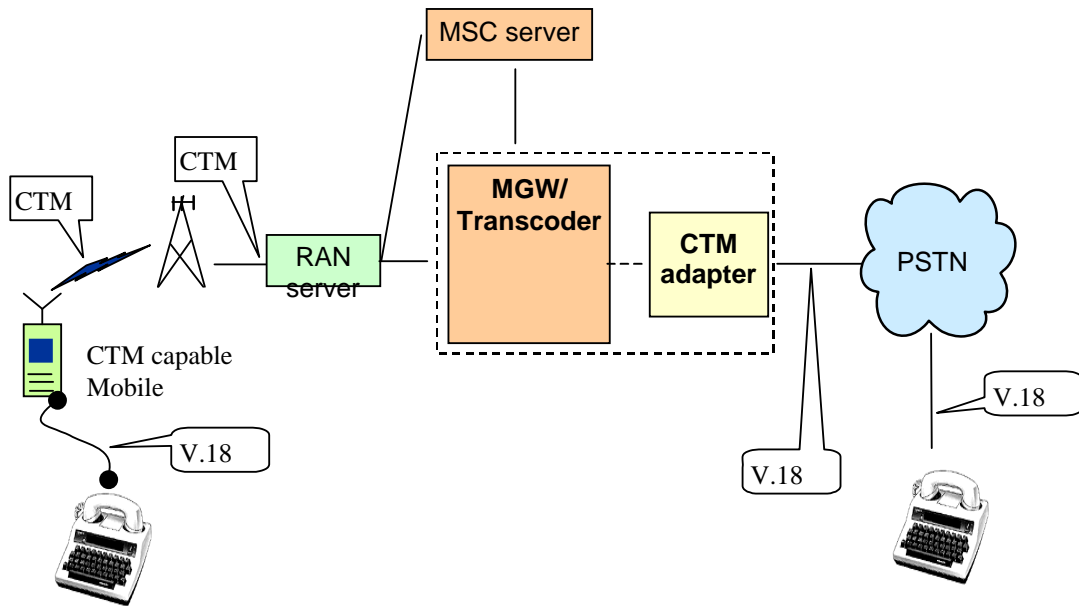 MSC server
CTM
CTM
MGW/
Transcoder
CTM
adapter
RAN
server
PSTN
CTM capable
Mobile
V.18
V.18
V.18